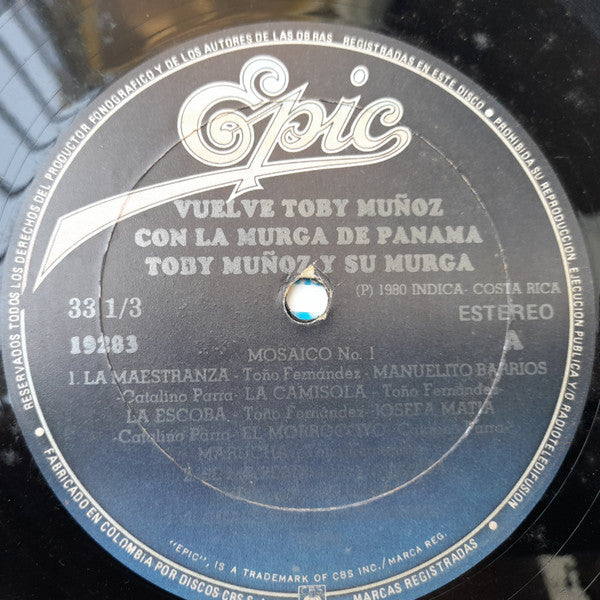 RESERVADOS TODOS LOS DERECHOS DEL PRODUCTOR FONOGRAFICO Y DE LOS AUTORES DE LAS OBRAS REGISTRADAS EN ESTE DISCO • PROHIBIDA SU REPRODUCCION, EJECUCION PUBLICA Y/O RADIOTELEDIFUSION •
Epic
VUELVE TOBY MUÑOZ
CON LA MURGA DE PANAMA
TOBY MUÑOZ Y SU MURGA
(P) 1980 INDICA- COSTA RICA
33 1/3
ESTEREO
19283
A
MOSAICO No. 1
1. LA MAESTRANZA - Toño Fernández - MANUELITO BARRIOS
-Catalino Parra- LA CAMISOLA - Toño Fernández-
LA ESCOBA - Toño Fernández - JOSEFA MATIA
-Catalino Parra- EL
"EPIC", IS A TRADEMARK OF CBS INC./MARCA REG.
• FABRICADO EN COLOMBIA POR DISCOS CBS S.A.
CBS
MARCAS REGISTRADAS